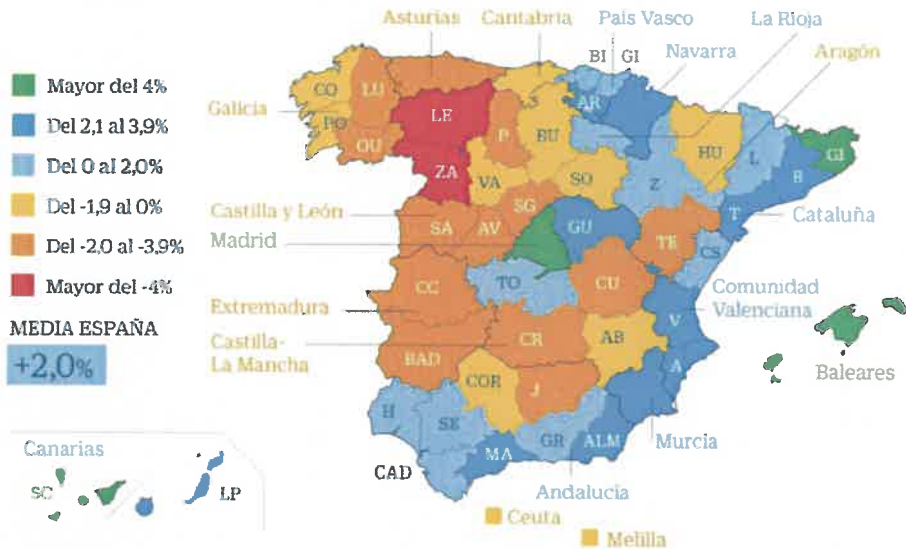 Asturias
Cantabria
País Vasco
La Rioja
BI
GI
Navarra
Aragón
Mayor del 4%
Del 2,1 al 3,9%
Del 0 al 2,0%
Del -1,9 al 0%
Del -2,0 al -3,9%
Mayor del -4%
MEDIA ESPAÑA
+2,0%
Galicia
CO
LU
PO
OU
LE
ZA
P
S
BU
AR
VA
SO
Z
HU
L
GI
B
T
Cataluña
Castilla y León
Madrid
SA
AV
SG
GU
TE
CS
Comunidad
Valenciana
Extremadura
CC
TO
CU
V
Castilla-
La Mancha
BAD
CR
AB
A
Baleares
COR
J
H
SE
GR
ALM
MA
Murcia
CAD
Andalucía
Canarias
SC
LP
Ceuta
Melilla